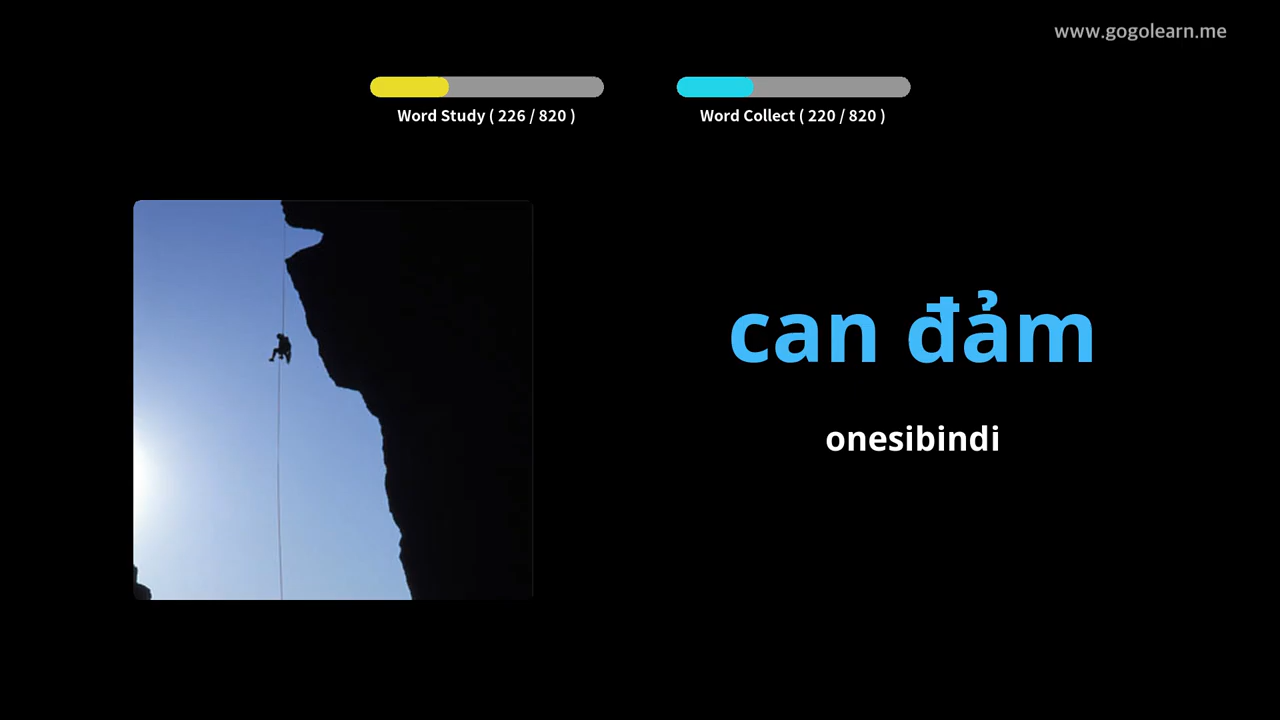 www.gogolearn.me
Word Study ( 226 / 820 )
Word Collect ( 220 / 820 )
can đảm
onesibindi